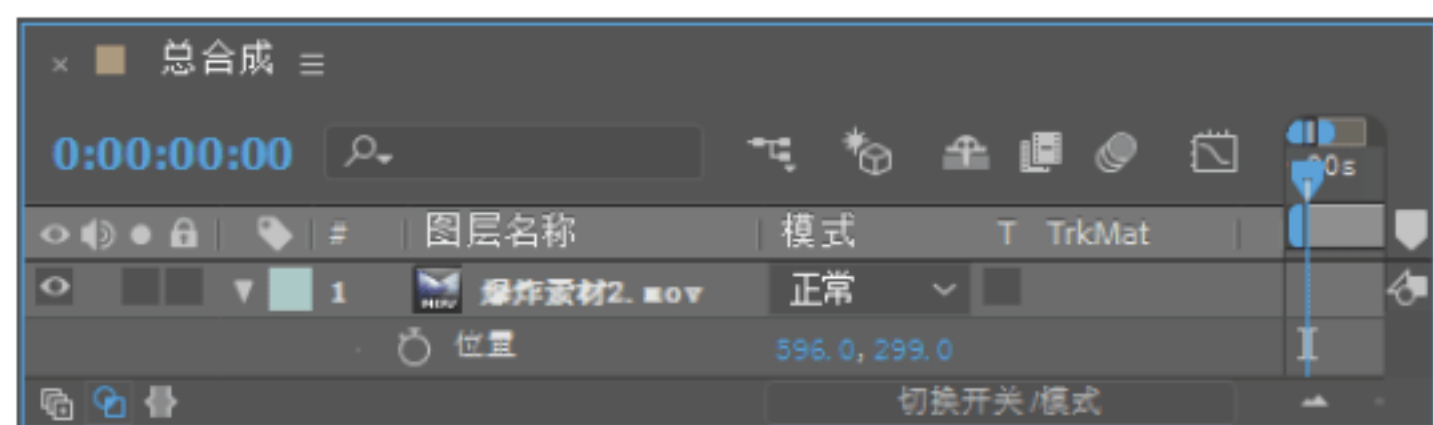 总合成
0:00:00:00
00s
# 图层名称 模式 T TrkMat
1 爆炸素材2.mov 正常
位置 596.0, 299.0
切换开关/模式